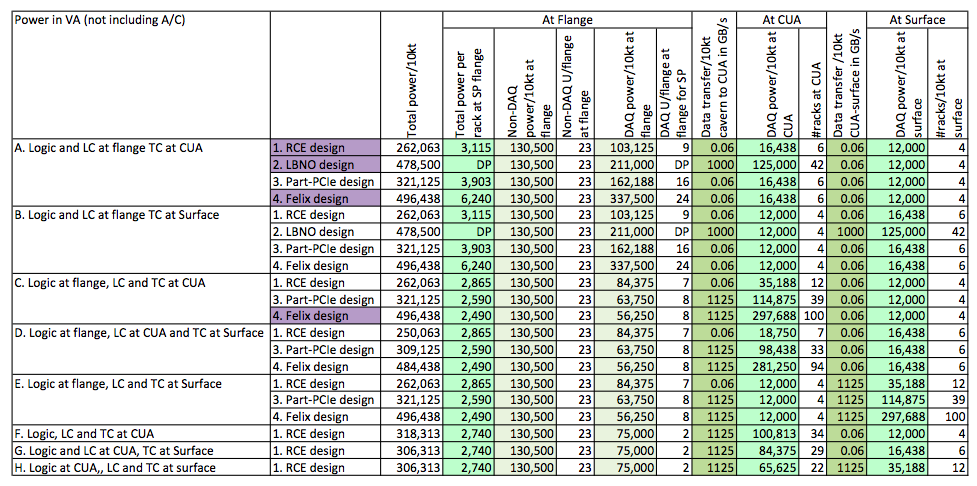 Power in VA (not including A/C) At Flange At CUA At Surface
Total power/10kt Total power per rack at SP flange Non-DAQ power/10kt at flange Non-DAQ U/flange at flange DAQ power/10kt at flange DAQ U/flange at flange for SP Data transfer/10kt cavern to CUA in GB/s DAQ power/10kt at CUA #racks at CUA Data transfer /10kt CUA-surface in GB/s DAQ power/10kt at surface #racks/10kt at surface
A. Logic and LC at flange TC at CUA 1. RCE design 262,063 3,115 130,500 23 103,125 9 0.06 16,438 6 0.06 12,000 4
2. LBNO design 478,500 DP 130,500 23 211,000 DP 1000 125,000 42 0.06 12,000 4
3. Part-PCIe design 321,125 3,903 130,500 23 162,188 16 0.06 16,438 6 0.06 12,000 4
4. Felix design 496,438 6,240 130,500 23 337,500 24 0.06 16,438 6 0.06 12,000 4
B. Logic and LC at flange TC at Surface 1. RCE design 262,063 3,115 130,500 23 103,125 9 0.06 12,000 4 0.06 16,438 6
2. LBNO design 478,500 DP 130,500 23 211,000 DP 1000 12,000 4 1000 125,000 42
3. Part-PCIe design 321,125 3,903 130,500 23 162,188 16 0.06 12,000 4 0.06 16,438 6
4. Felix design 496,438 6,240 130,500 23 337,500 24 0.06 12,000 4 0.06 16,438 6
C. Logic at flange, LC and TC at CUA 1. RCE design 262,063 2,865 130,500 23 84,375 7 0.06 35,188 12 0.06 12,000 4
3. Part-PCIe design 321,125 2,590 130,500 23 63,750 8 1125 114,875 39 0.06 12,000 4
4. Felix design 496,438 2,490 130,500 23 56,250 8 1125 297,688 100 0.06 12,000 4
D. Logic at flange, LC at CUA and TC at Surface 1. RCE design 250,063 2,865 130,500 23 84,375 7 0.06 18,750 7 0.06 16,438 6
3. Part-PCIe design 309,125 2,590 130,500 23 63,750 8 1125 98,438 33 0.06 16,438 6
4. Felix design 484,438 2,490 130,500 23 56,250 8 1125 281,250 94 0.06 16,438 6
E. Logic at flange, LC and TC at Surface 1. RCE design 262,063 2,865 130,500 23 84,375 7 0.06 12,000 4 1125 35,188 12
3. Part-PCIe design 321,125 2,590 130,500 23 63,750 8 1125 12,000 4 1125 114,875 39
4. Felix design 496,438 2,490 130,500 23 56,250 8 1125 12,000 4 1125 297,688 100
F. Logic, LC and TC at CUA 1. RCE design 318,313 2,740 130,500 23 75,000 2 1125 100,813 34 0.06 12,000 4
G. Logic and LC at CUA, TC at Surface 1. RCE design 306,313 2,740 130,500 23 75,000 2 1125 84,375 29 0.06 16,438 6
H. Logic at CUA,, LC and TC at surface 1. RCE design 306,313 2,740 130,500 23 75,000 2 1125 65,625 22 1125 35,188 12